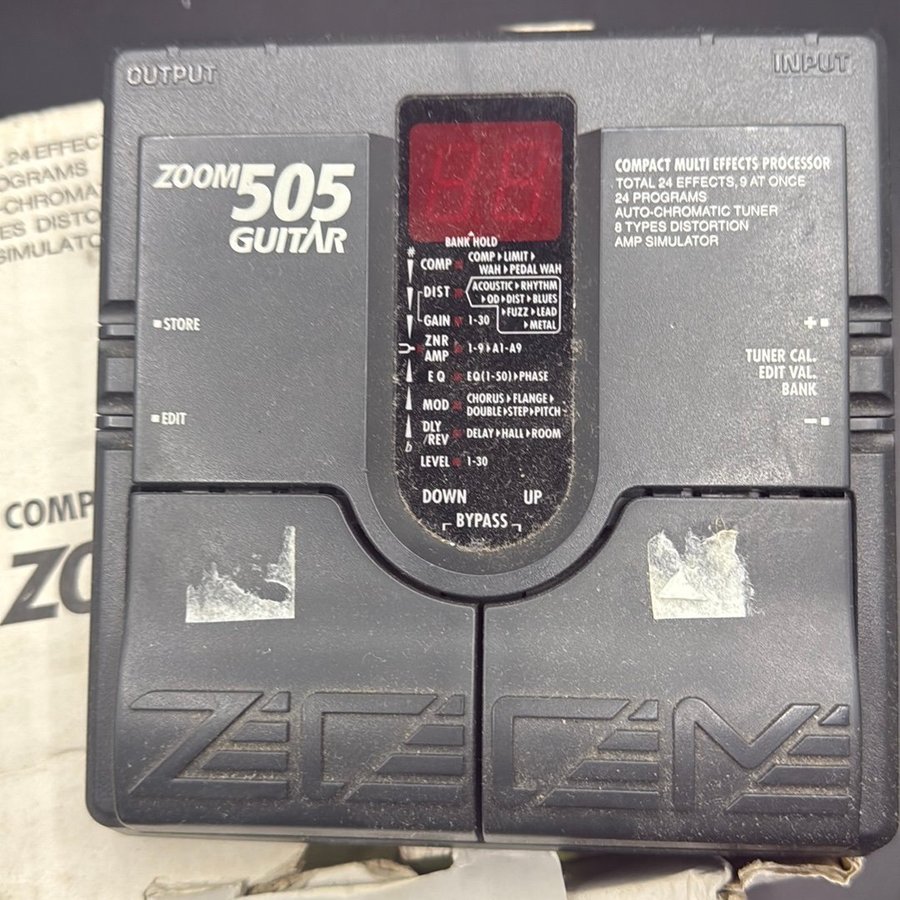 OUTPUT
INPUT
ZOOM 505
GUITAR
COMPACT MULTI EFFECTS PROCESSOR
TOTAL 24 EFFECTS, 9 AT ONCE
24 PROGRAMS
AUTO-CHROMATIC TUNER
8 TYPES DISTORTION
AMP SIMULATOR
BANK HOLD
#
COMP COMP▸LIMIT▸
WAH▸PEDAL WAH
DIST ACOUSTIC▸RHYTHM
▸OD▸DIST▸BLUES
▸FUZZ▸LEAD
▸METAL
GAIN 1-30
ZNR
AMP 1-9▸A1-A9
EQ EQ(1-50)▸PHASE
MOD CHORUS▸FLANGE▸
DOUBLE▸STEP▸PITCH
DLY
/REV DELAY▸HALL▸ROOM
b
LEVEL 1-30
DOWN UP
BYPASS
STORE
EDIT
+
TUNER CAL.
EDIT VAL.
BANK
−
ZOOM
24 EFFEC
OGRAMS
-CHROMA
ES DISTO
SIMULATO
COMP
ZO